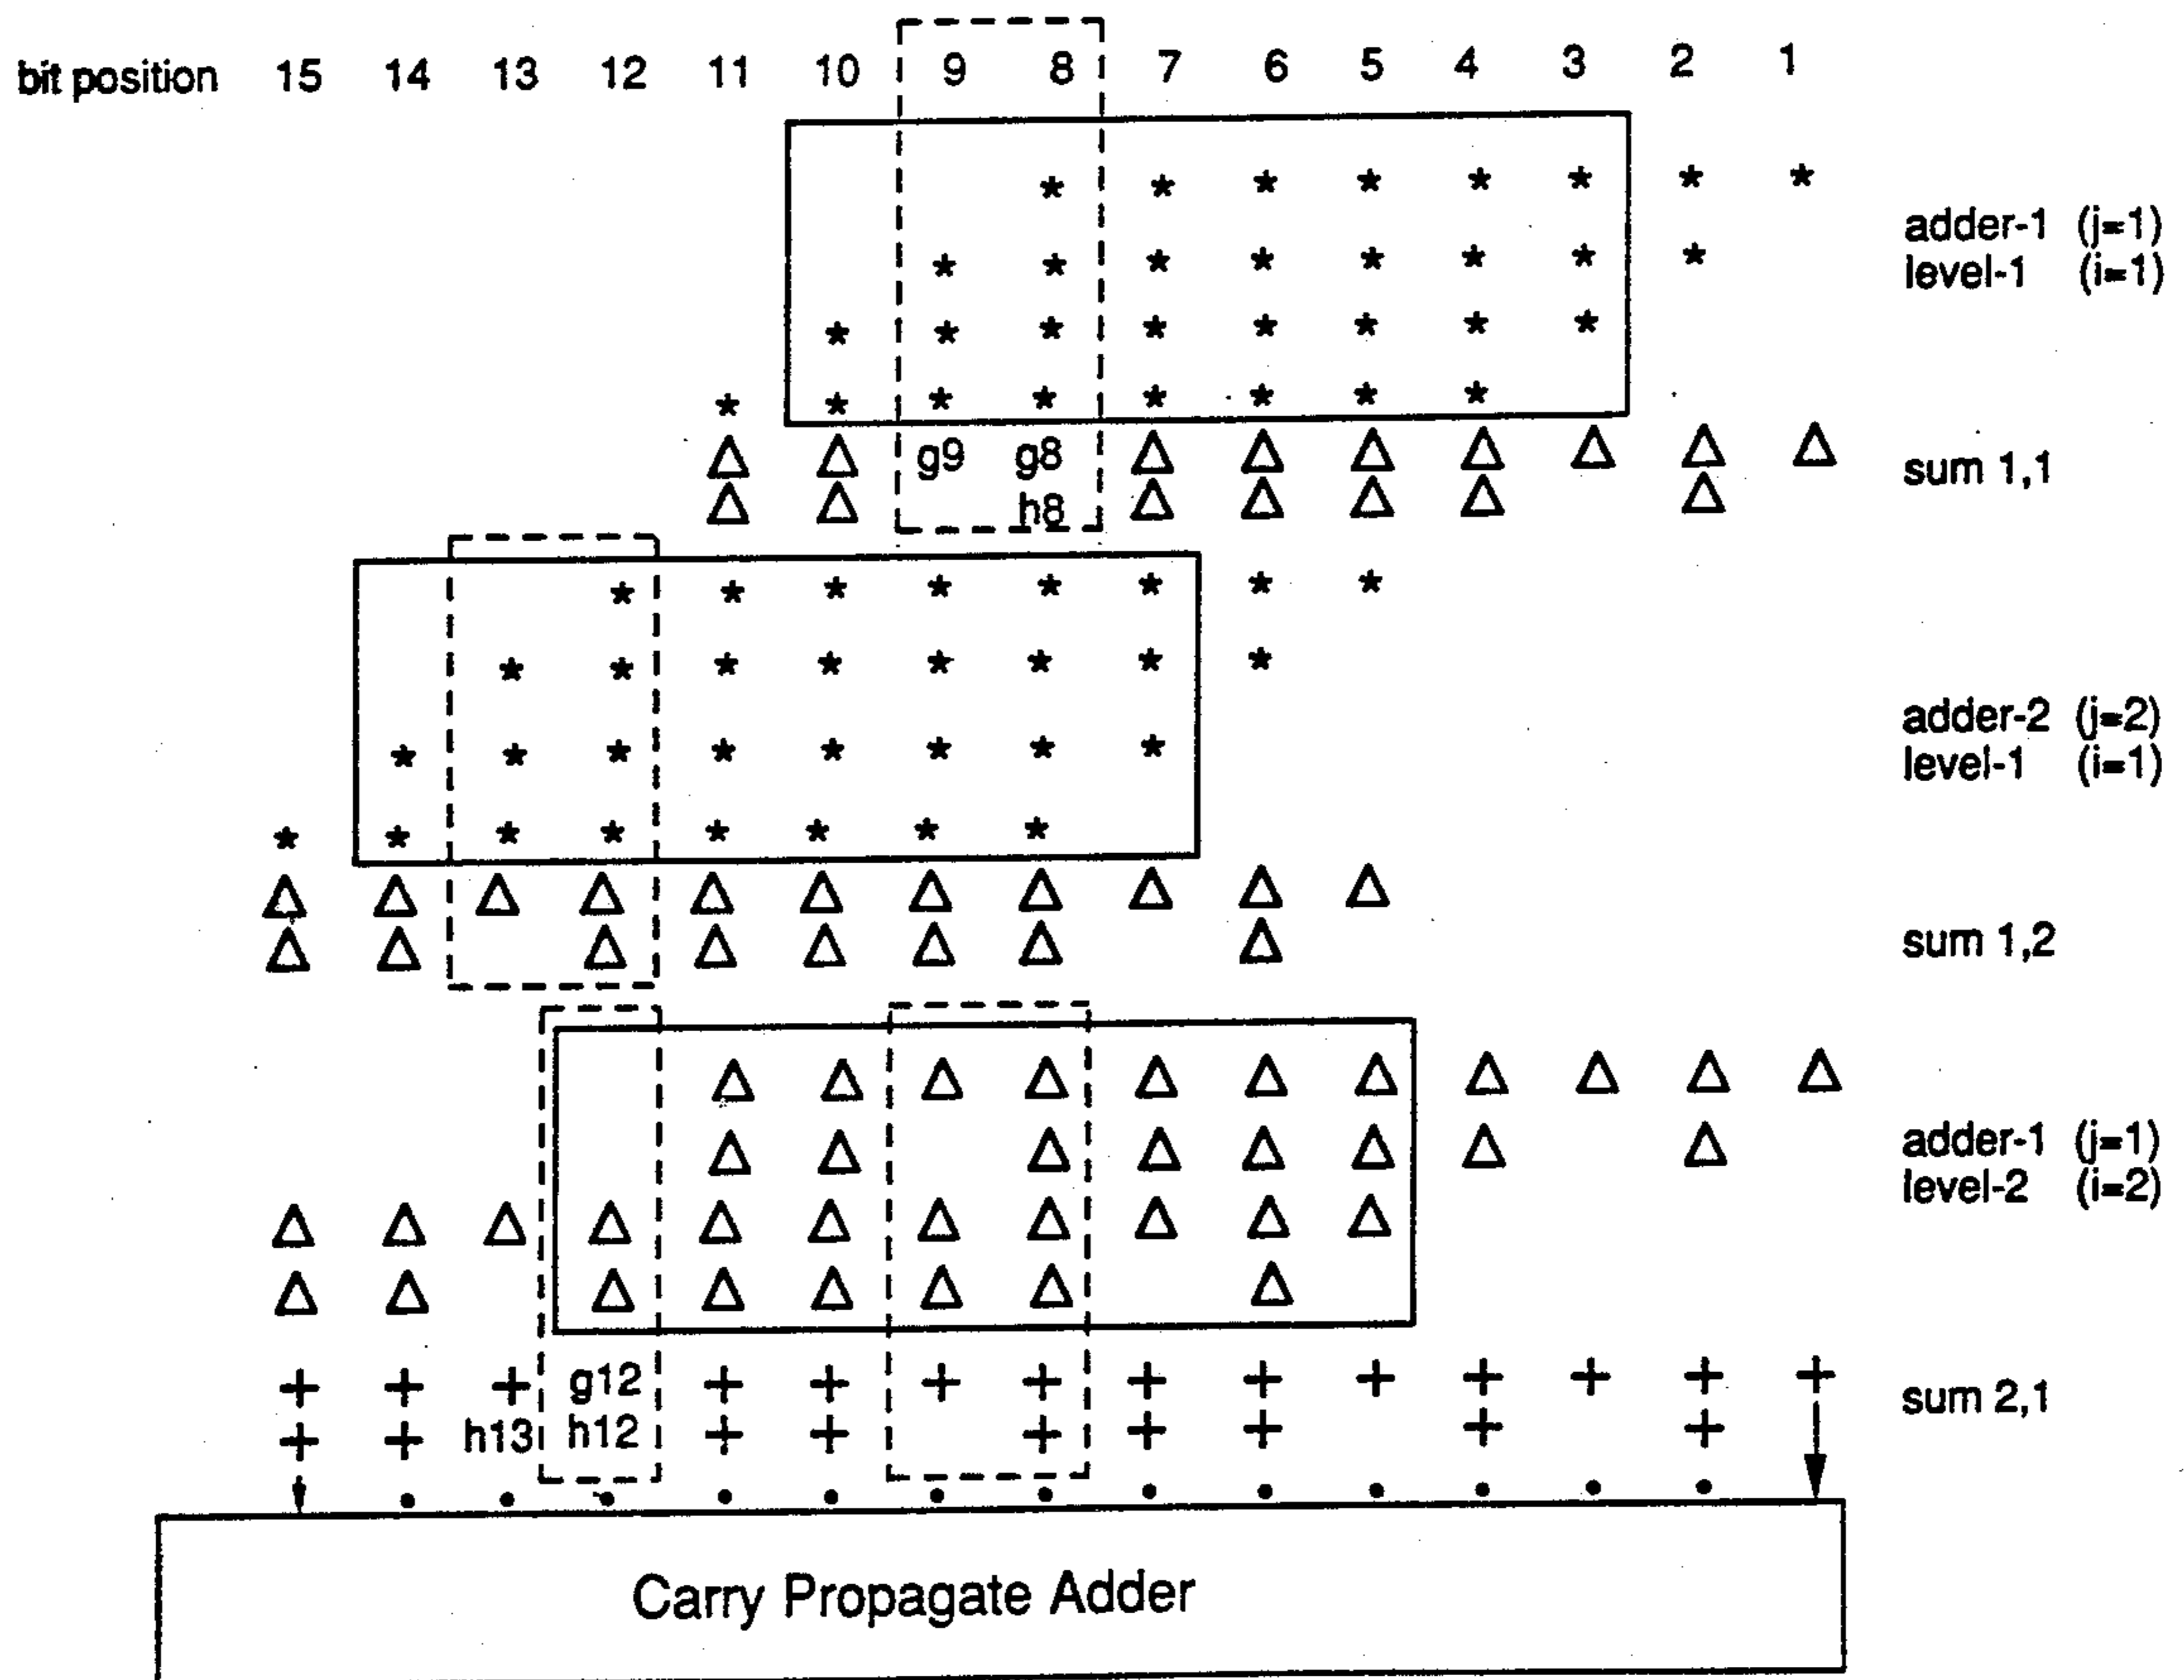 bit position 15 14 13 12 11 10 9 8 7 6 5 4 3 2 1
adder-1 (j=1)
level-1 (i=1)
g9 g8
h8
sum 1,1
adder-2 (j=2)
level-1 (i=1)
sum 1,2
adder-1 (j=1)
level-2 (i=2)
g12
h13 h12
sum 2,1
Carry Propagate Adder